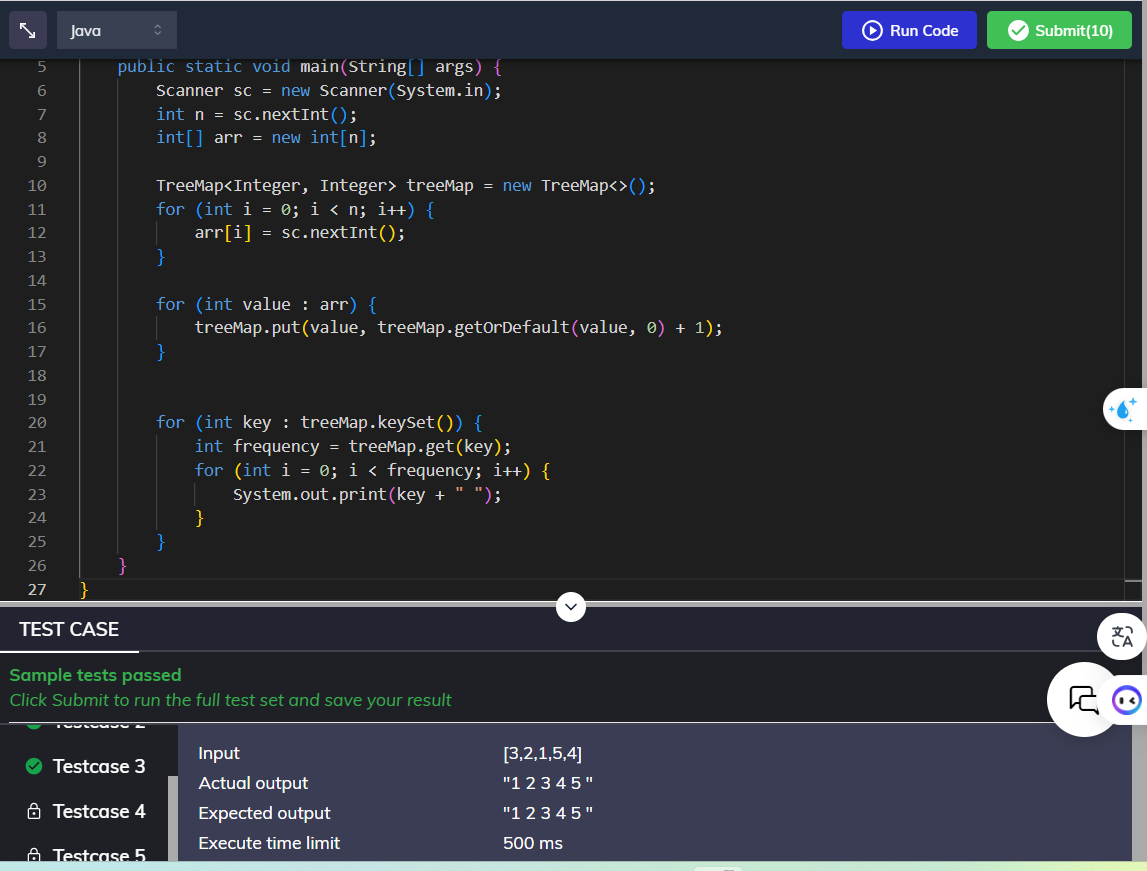 Java
Run Code
Submit(10)
5 public static void main(String[] args) {
6 Scanner sc = new Scanner(System.in);
7 int n = sc.nextInt();
8 int[] arr = new int[n];
9
10 TreeMap<Integer, Integer> treeMap = new TreeMap<>();
11 for (int i = 0; i < n; i++) {
12 arr[i] = sc.nextInt();
13 }
14
15 for (int value : arr) {
16 treeMap.put(value, treeMap.getOrDefault(value, 0) + 1);
17 }
18
19
20 for (int key : treeMap.keySet()) {
21 int frequency = treeMap.get(key);
22 for (int i = 0; i < frequency; i++) {
23 System.out.print(key + " ");
24 }
25 }
26 }
27 }
TEST CASE
文A
Sample tests passed
Click Submit to run the full test set and save your result
Testcase 2
Testcase 3
Testcase 4
Testcase 5
Input [3,2,1,5,4]
Actual output "1 2 3 4 5 "
Expected output "1 2 3 4 5 "
Execute time limit 500 ms